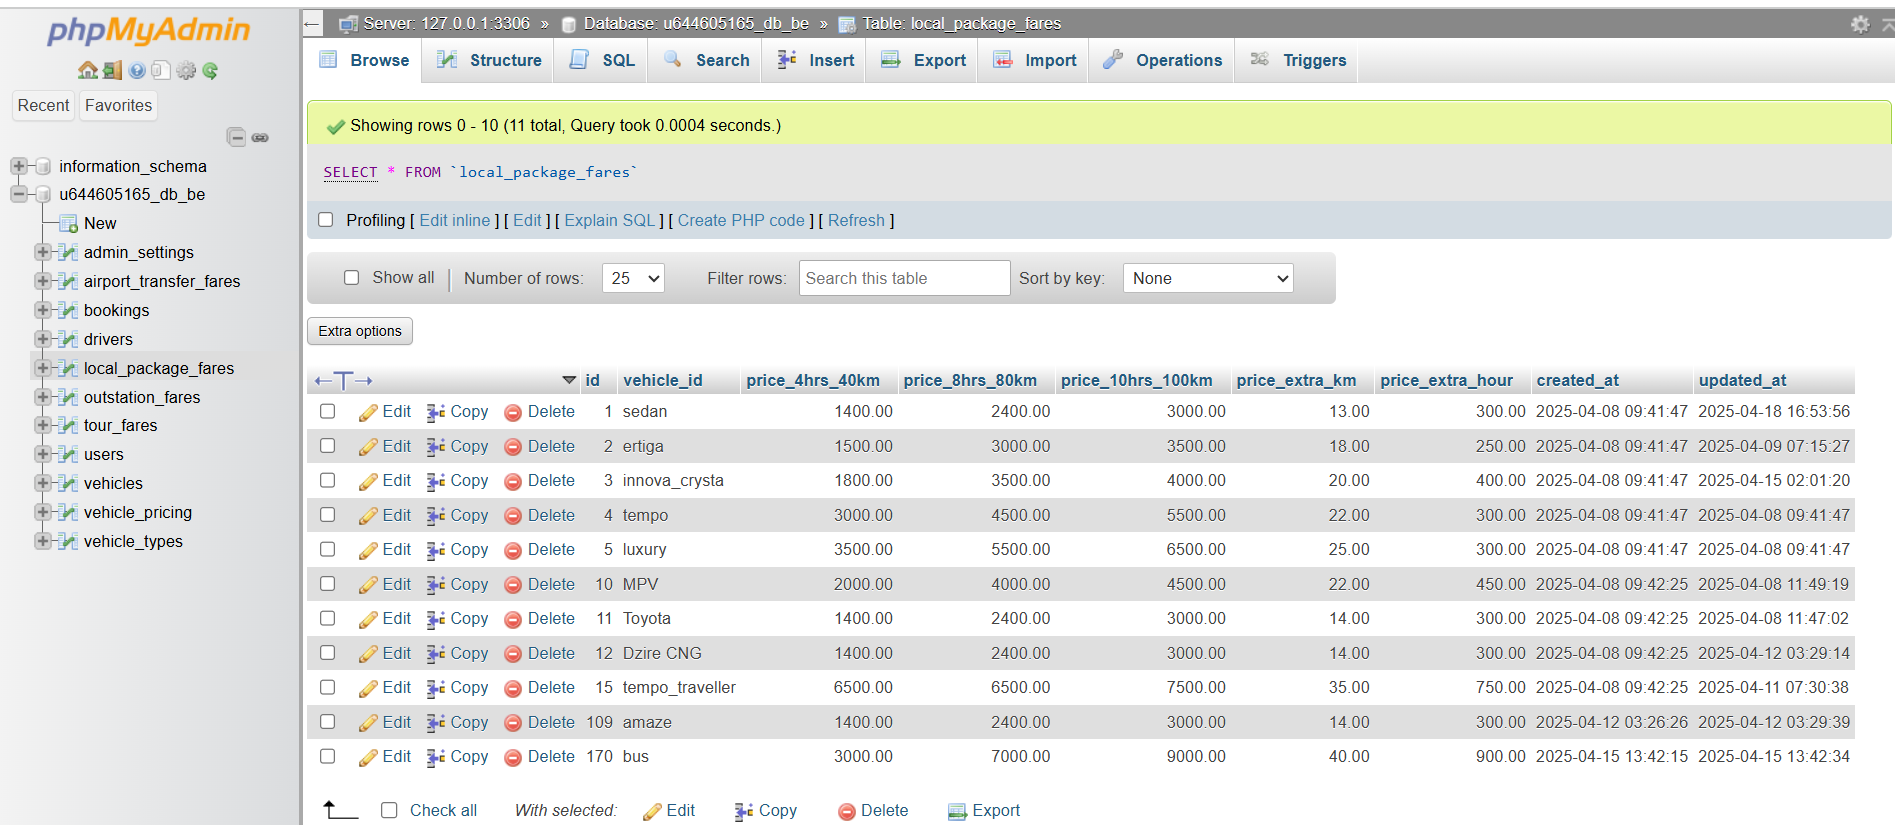 phpMyAdmin
Recent Favorites
information_schema
u644605165_db_be
New
admin_settings
airport_transfer_fares
bookings
drivers
local_package_fares
outstation_fares
tour_fares
users
vehicles
vehicle_pricing
vehicle_types
Server: 127.0.0.1:3306 » Database: u644605165_db_be » Table: local_package_fares
Browse Structure SQL Search Insert Export Import Operations Triggers
Showing rows 0 - 10 (11 total, Query took 0.0004 seconds.)
SELECT * FROM `local_package_fares`
Profiling [ Edit inline ] [ Edit ] [ Explain SQL ] [ Create PHP code ] [ Refresh ]
Show all Number of rows: 25 Filter rows: Search this table Sort by key: None
Extra options
id vehicle_id price_4hrs_40km price_8hrs_80km price_10hrs_100km price_extra_km price_extra_hour created_at updated_at
Edit Copy Delete 1 sedan 1400.00 2400.00 3000.00 13.00 300.00 2025-04-08 09:41:47 2025-04-18 16:53:56
Edit Copy Delete 2 ertiga 1500.00 3000.00 3500.00 18.00 250.00 2025-04-08 09:41:47 2025-04-09 07:15:27
Edit Copy Delete 3 innova_crysta 1800.00 3500.00 4000.00 20.00 400.00 2025-04-08 09:41:47 2025-04-15 02:01:20
Edit Copy Delete 4 tempo 3000.00 4500.00 5500.00 22.00 300.00 2025-04-08 09:41:47 2025-04-08 09:41:47
Edit Copy Delete 5 luxury 3500.00 5500.00 6500.00 25.00 300.00 2025-04-08 09:41:47 2025-04-08 09:41:47
Edit Copy Delete 10 MPV 2000.00 4000.00 4500.00 22.00 450.00 2025-04-08 09:42:25 2025-04-08 11:49:19
Edit Copy Delete 11 Toyota 1400.00 2400.00 3000.00 14.00 300.00 2025-04-08 09:42:25 2025-04-08 11:47:02
Edit Copy Delete 12 Dzire CNG 1400.00 2400.00 3000.00 14.00 300.00 2025-04-08 09:42:25 2025-04-12 03:29:14
Edit Copy Delete 15 tempo_traveller 6500.00 6500.00 7500.00 35.00 750.00 2025-04-08 09:42:25 2025-04-11 07:30:38
Edit Copy Delete 109 amaze 1400.00 2400.00 3000.00 14.00 300.00 2025-04-12 03:26:26 2025-04-12 03:29:39
Edit Copy Delete 170 bus 3000.00 7000.00 9000.00 40.00 900.00 2025-04-15 13:42:15 2025-04-15 13:42:34
Check all With selected: Edit Copy Delete Export